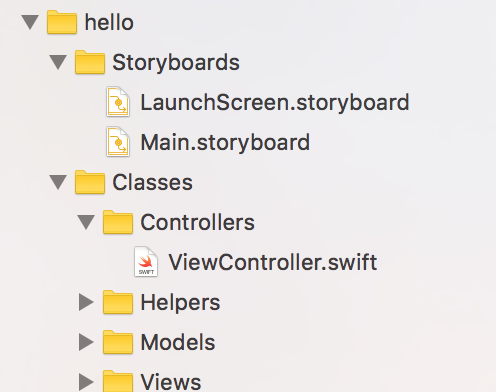 hello
Storyboards
LaunchScreen.storyboard
Main.storyboard
Classes
Controllers
SWIFT
ViewController.swift
Helpers
Models
Views